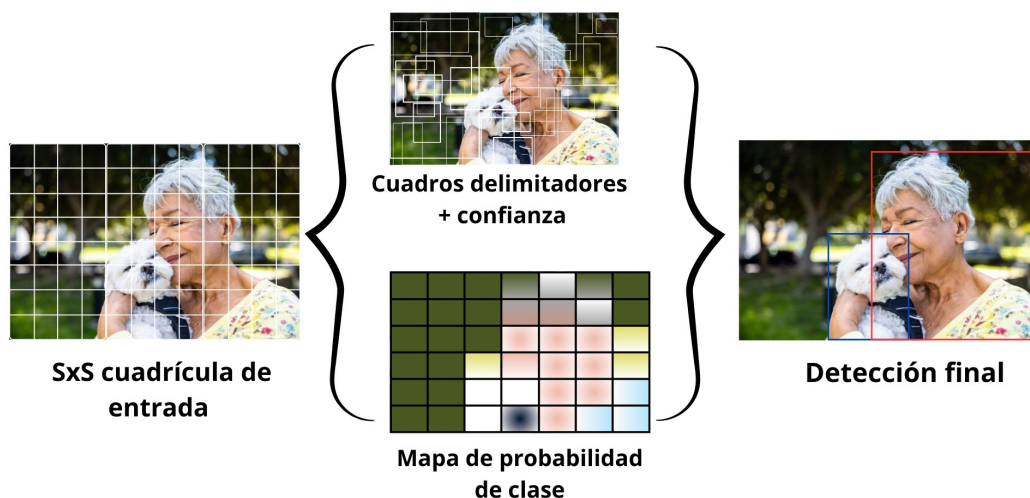 Cuadros delimitadores
+ confianza
SxS cuadrícula de
entrada
Detección final
Mapa de probabilidad
de clase